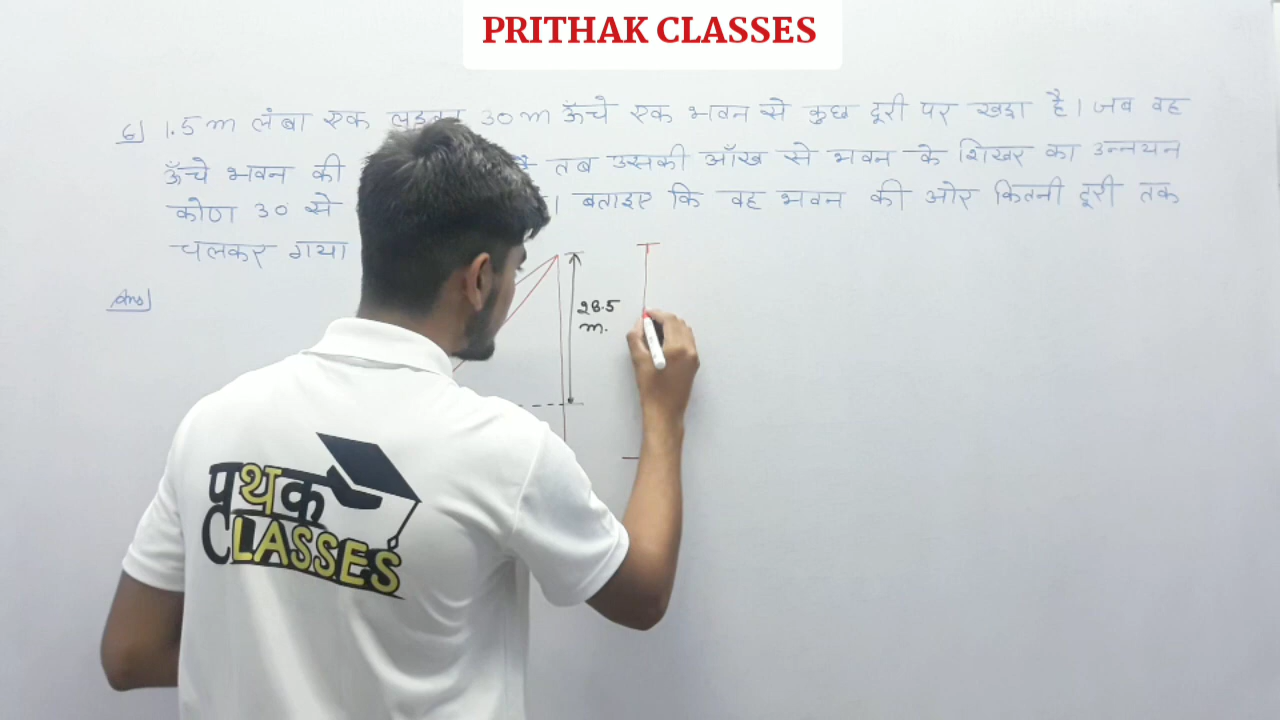 PRITHAK CLASSES
6] 1.5 m लंबा एक 30 m ऊँचे एक भवन से कुछ दूरी पर खड़ा है। जब वह
ऊँचे भवन की तब उसकी आँख से भवन के शिखर का उन्नयन
कोण 30 से । बताइए कि वह भवन की ओर कितनी दूरी तक
चलकर गया
Ans]
28.5
m.
पृथक
CLASSES